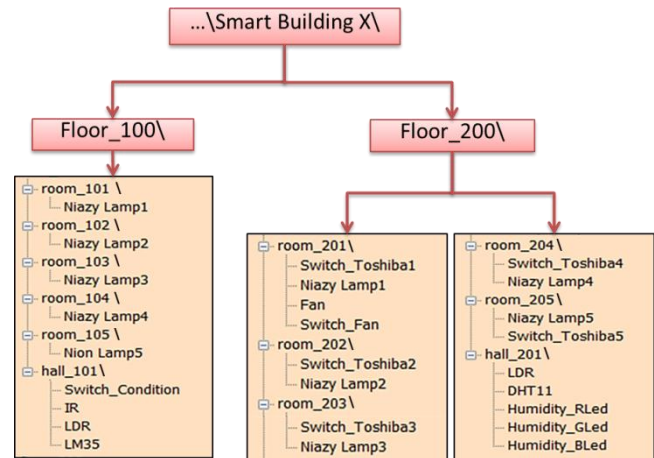 ...\Smart Building X\
Floor_100\
Floor_200\
room_101 \
Niazy Lamp1
room_102 \
Niazy Lamp2
room_103 \
Niazy Lamp3
room_104 \
Niazy Lamp4
room_105 \
Nion Lamp5
hall_101\
Switch_Condition
IR
LDR
LM35
room_201\
Switch_Toshiba1
Niazy Lamp1
Fan
Switch_Fan
room_202\
Switch_Toshiba2
Niazy Lamp2
room_203\
Switch_Toshiba3
Niazy Lamp3
room_204\
Switch_Toshiba4
Niazy Lamp4
room_205\
Niazy Lamp5
Switch_Toshiba5
hall_201\
LDR
DHT11
Humidity_RLed
Humidity_GLed
Humidity_BLed